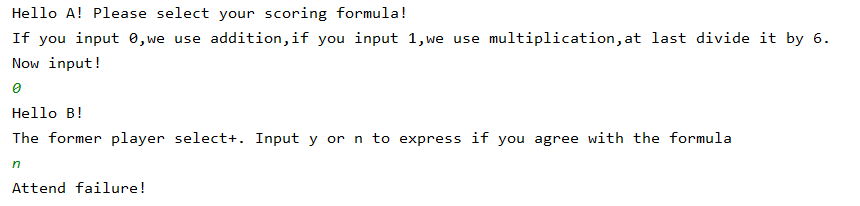 Hello A! Please select your scoring formula!
If you input 0,we use addition,if you input 1,we use multiplication,at last divide it by 6.
Now input!
0
Hello B!
The former player select+. Input y or n to express if you agree with the formula
n
Attend failure!